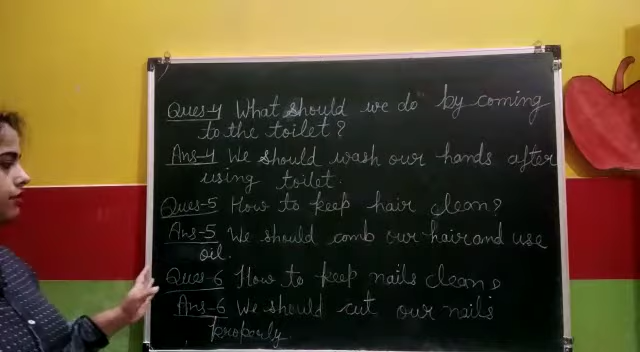 Ques-4 What should we do by coming
to the toilet?
Ans-4 We should wash our hands after
using toilet.
Ques-5 How to keep hair clean?
Ans-5 We should comb our hair and use
oil.
Ques-6 How to keep nails clean?
Ans-6 We should cut our nails
properly.